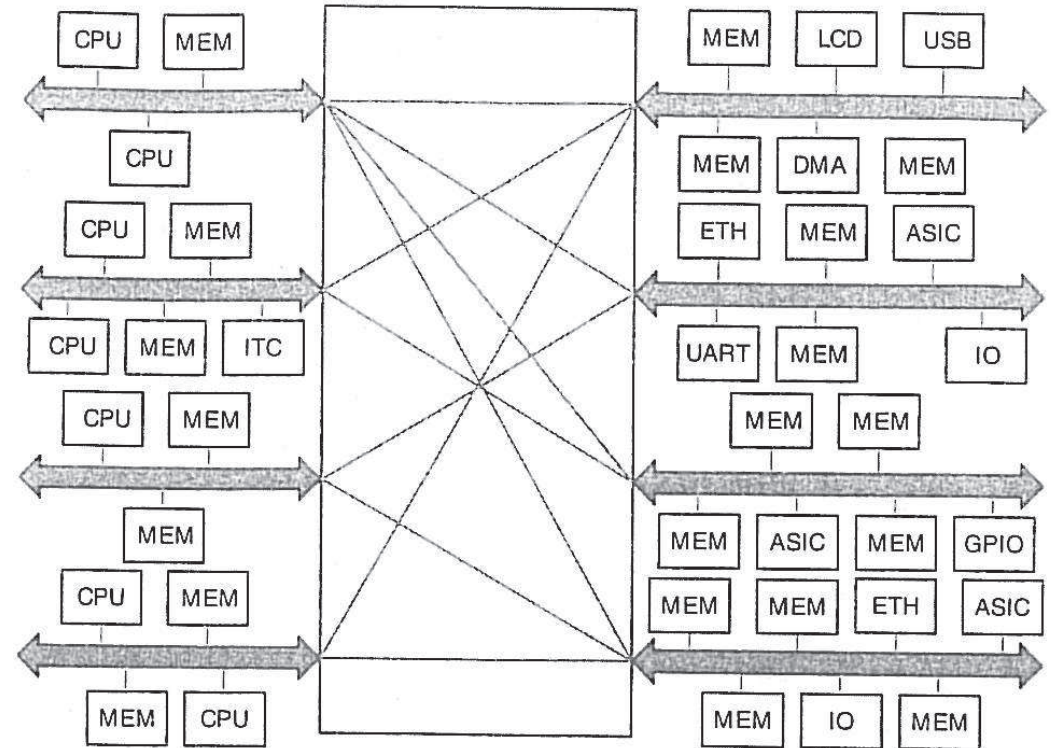 CPU MEM
CPU
CPU MEM
CPU MEM ITC
CPU MEM
MEM
CPU MEM
MEM CPU
MEM LCD USB
MEM DMA MEM
ETH MEM ASIC
UART MEM IO
MEM MEM
MEM ASIC MEM GPIO
MEM MEM ETH ASIC
MEM IO MEM